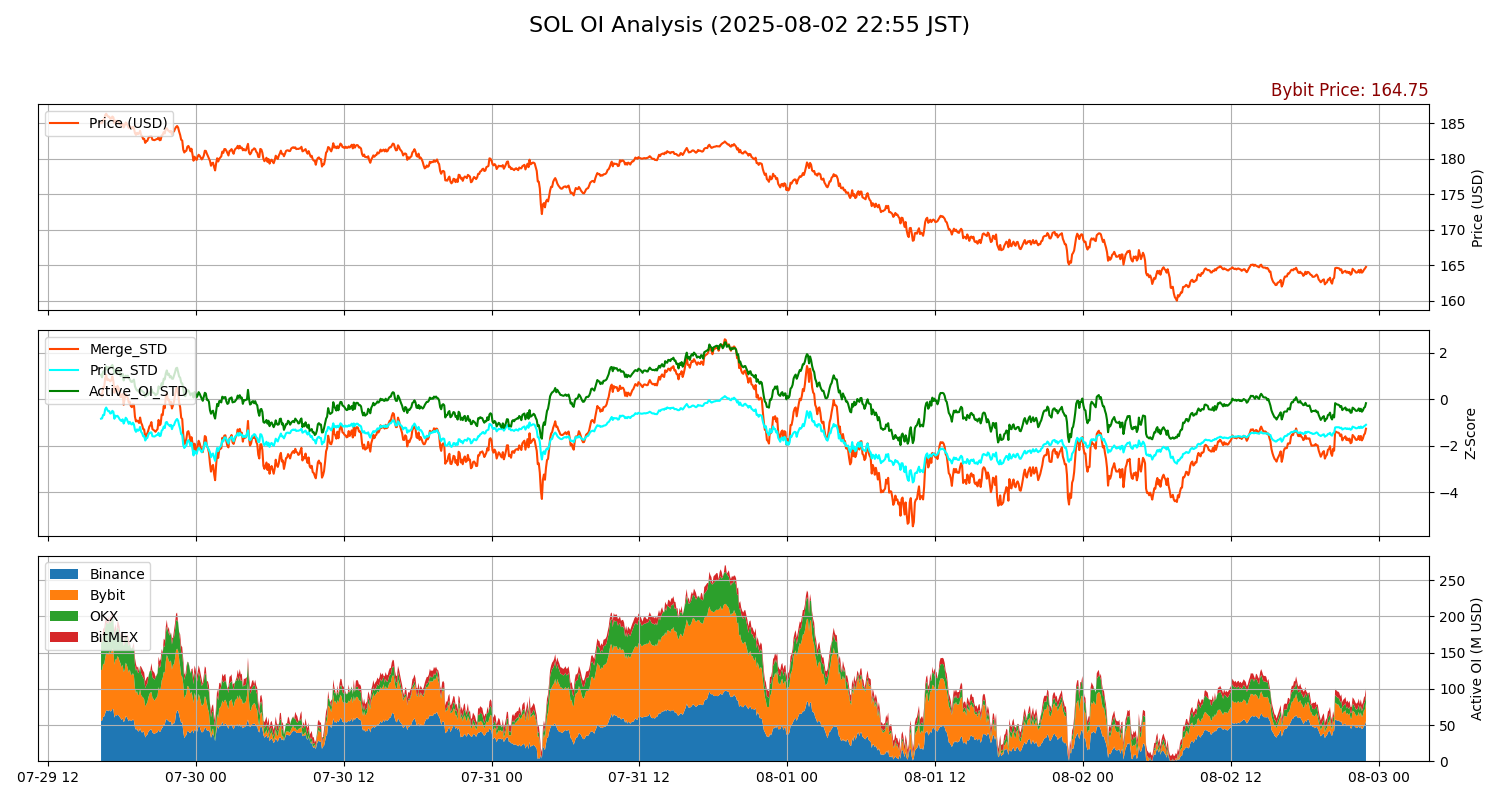 SOL OI Analysis (2025-08-02 22:55 JST)
Bybit Price: 164.75
Price (USD)
185
180
175
170
165
160
Price (USD)
Merge_STD
Price_STD
Active_OI_STD
2
0
−2
−4
Z-Score
Binance
Bybit
OKX
BitMEX
250
200
150
100
50
0
Active OI (M USD)
07-29 12
07-30 00
07-30 12
07-31 00
07-31 12
08-01 00
08-01 12
08-02 00
08-02 12
08-03 00